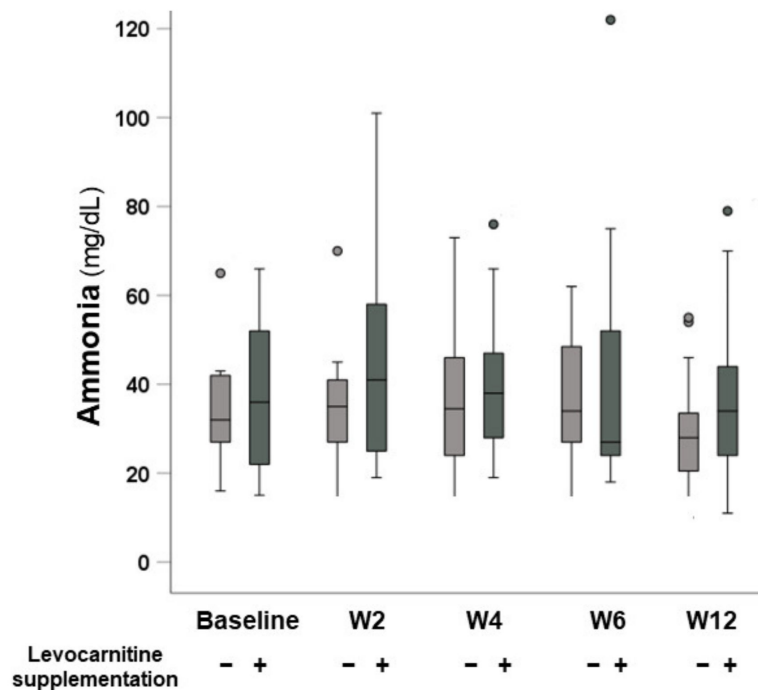 120
100
80
60
40
20
0
Ammonia (mg/dL)
Baseline W2 W4 W6 W12
Levocarnitine
supplementation
− + − + − + − + − +